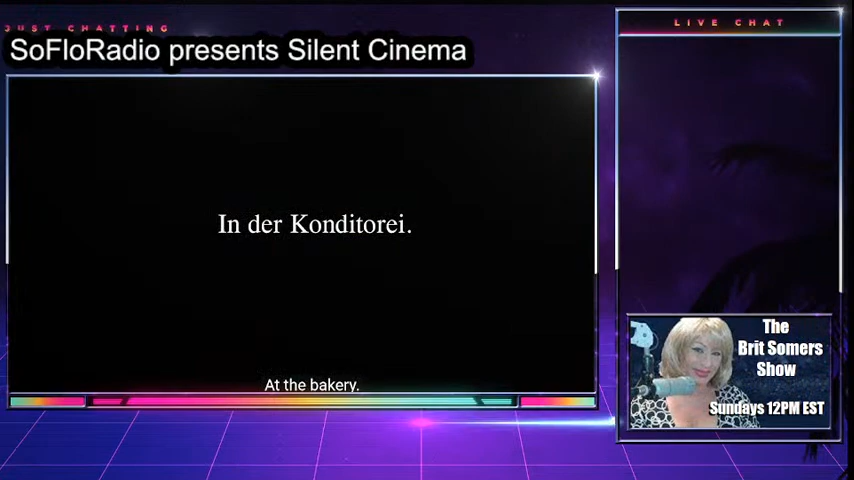 JUST CHATTING
SoFloRadio presents Silent Cinema
In der Konditorei.
At the bakery.
LIVE CHAT
The
Brit Somers
Show
Sundays 12PM EST